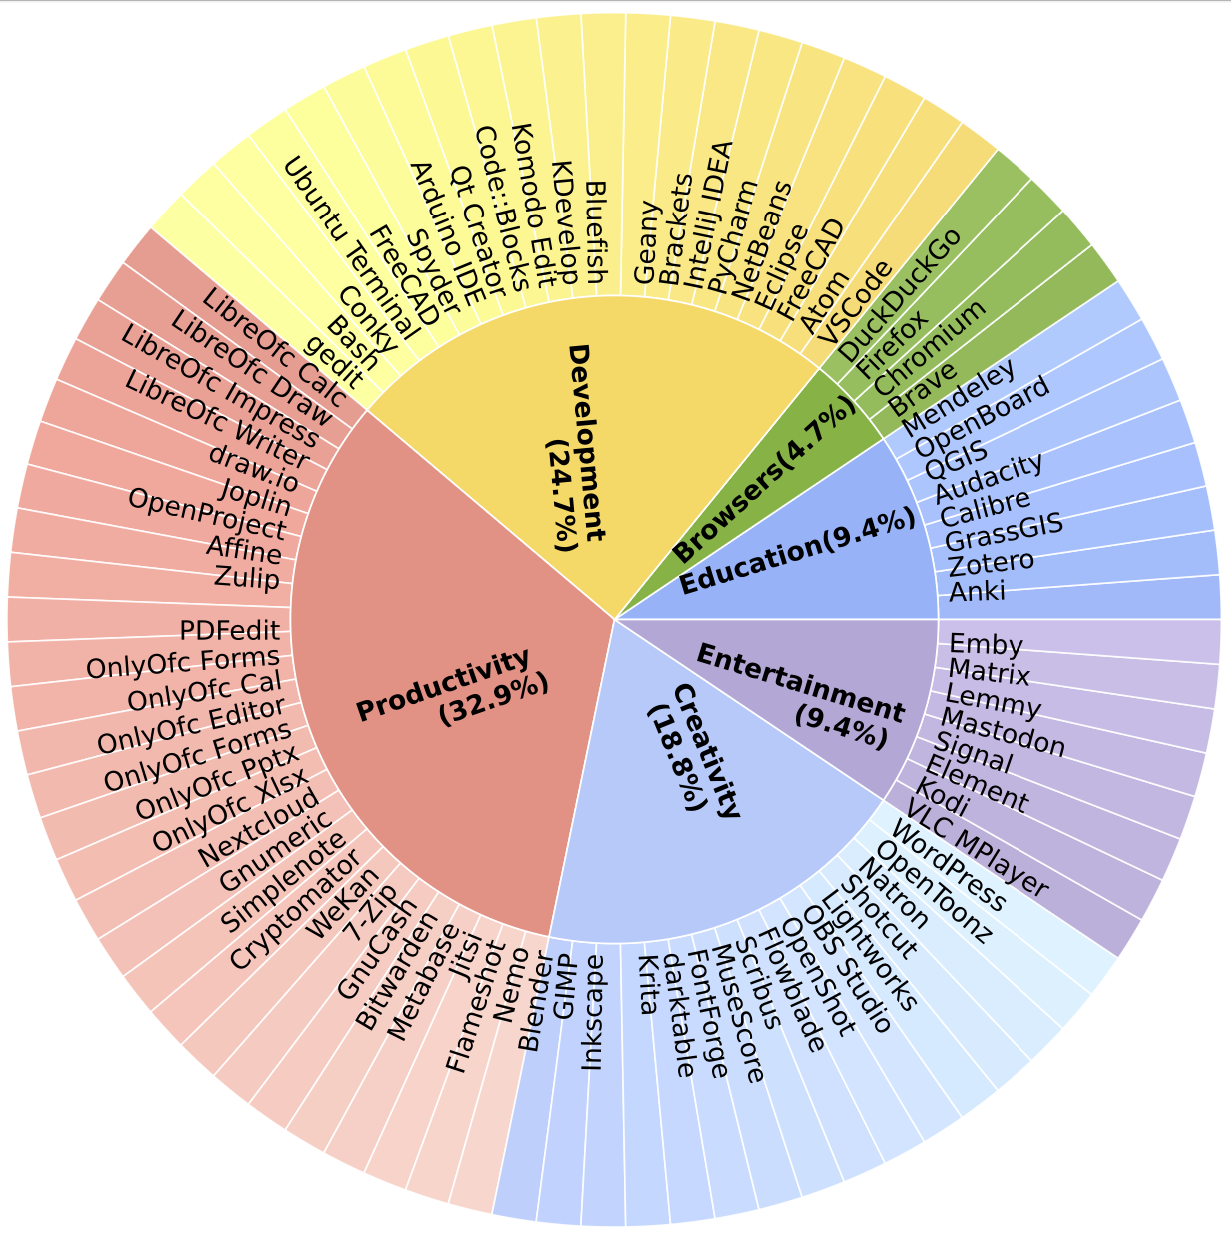 Development
(24.7%)
Browsers(4.7%)
Education(9.4%)
Entertainment
(9.4%)
Creativity
(18.8%)
Productivity
(32.9%)
gedit
Bash
Conky
Ubuntu Terminal
FreeCAD
Spyder
Arduino IDE
Qt Creator
Code::Blocks
Komodo Edit
KDevelop
Bluefish
Geany
Brackets
IntelliJ IDEA
PyCharm
NetBeans
Eclipse
FreeCAD
Atom
VSCode
DuckDuckGo
Firefox
Chromium
Brave
Mendeley
OpenBoard
QGIS
Audacity
Calibre
GrassGIS
Zotero
Anki
Emby
Matrix
Lemmy
Mastodon
Signal
Element
Kodi
VLC MPlayer
WordPress
OpenToonz
Natron
Shotcut
Lightworks
OBS Studio
OpenShot
Flowblade
Scribus
MuseScore
FontForge
darktable
Krita
Inkscape
GIMP
Blender
Nemo
Flameshot
Jitsi
Metabase
Bitwarden
GnuCash
7-Zip
WeKan
Cryptomator
Simplenote
Gnumeric
Nextcloud
OnlyOfc Xlsx
OnlyOfc Pptx
OnlyOfc Forms
OnlyOfc Editor
OnlyOfc Cal
OnlyOfc Forms
PDFedit
Zulip
Affine
OpenProject
Joplin
draw.io
LibreOfc Writer
LibreOfc Impress
LibreOfc Draw
LibreOfc Calc